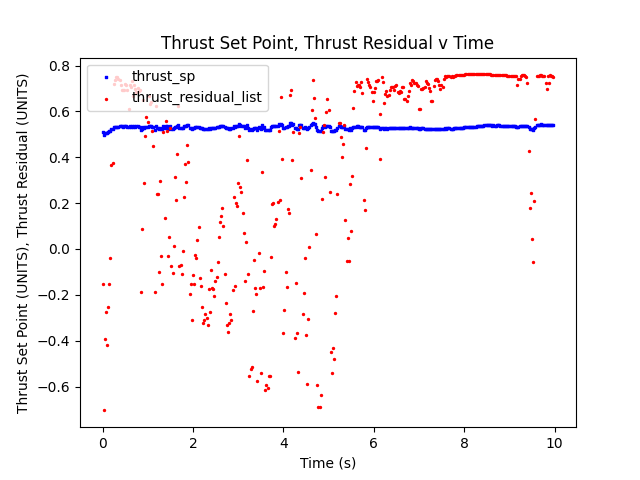 Thrust Set Point, Thrust Residual v Time
thrust_sp
thrust_residual_list
Thrust Set Point (UNITS), Thrust Residual (UNITS)
0.8
0.6
0.4
0.2
0.0
−0.2
−0.4
−0.6
0 2 4 6 8 10
Time (s)